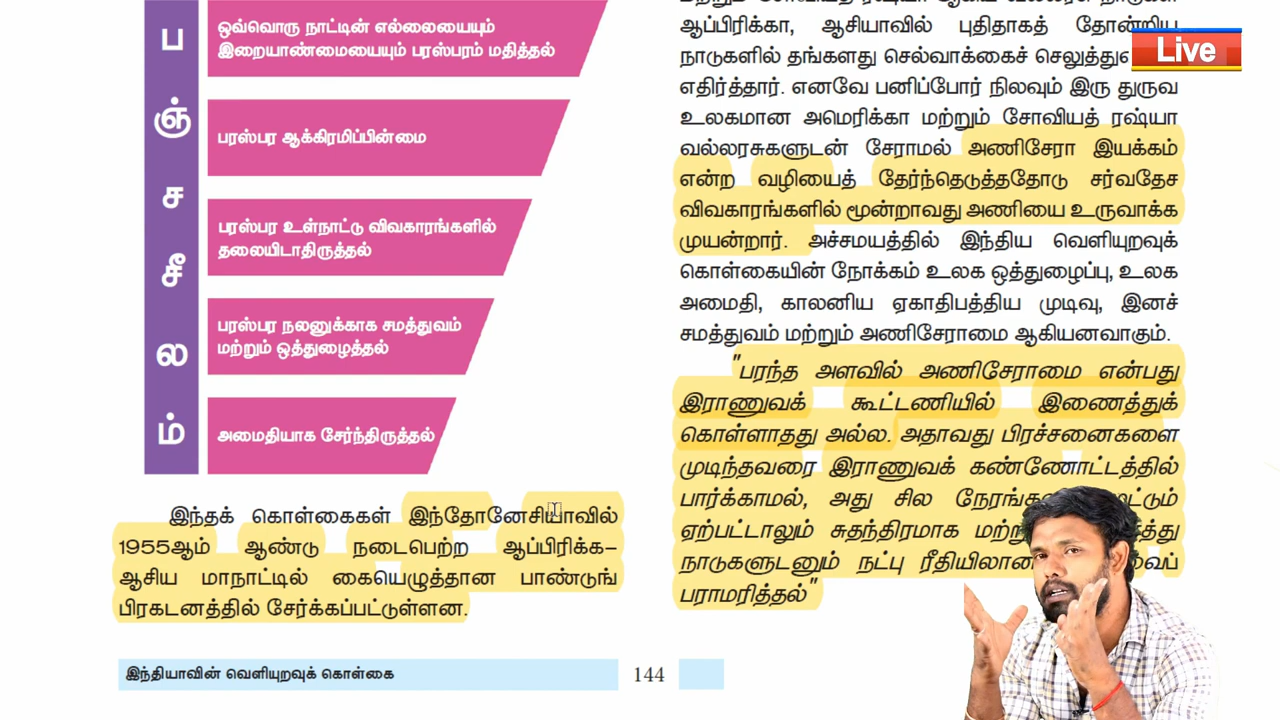 ப
ஞ்
ச
சீ
ல
ம்
ஒவ்வொரு நாட்டின் எல்லையையும்
இறையாண்மையையும் பரஸ்பரம் மதித்தல்
பரஸ்பர ஆக்கிரமிப்பின்மை
பரஸ்பர உள்நாட்டு விவகாரங்களில்
தலையிடாதிருத்தல்
பரஸ்பர நலனுக்காக சமத்துவம்
மற்றும் ஒத்துழைத்தல்
அமைதியாக சேர்ந்திருத்தல்
இந்தக் கொள்கைகள் இந்தோனேசியாவில்
1955ஆம் ஆண்டு நடைபெற்ற ஆப்பிரிக்க–
ஆசிய மாநாட்டில் கையெழுத்தான பாண்டுங்
பிரகடனத்தில் சேர்க்கப்பட்டுள்ளன.
ஆப்பிரிக்கா, ஆசியாவில் புதிதாகத் தோன்றிய
நாடுகளில் தங்களது செல்வாக்கைச்
எதிர்த்தார். எனவே பனிப்போர் நிலவும் இரு துருவ
உலகமான அமெரிக்கா மற்றும் சோவியத் ரஷ்யா
வல்லரசுகளுடன் சேராமல் அணிசேரா இயக்கம்
என்ற வழியைத் தேர்ந்தெடுத்ததோடு சர்வதேச
விவகாரங்களில் மூன்றாவது அணியை உருவாக்க
முயன்றார். அச்சமயத்தில் இந்திய வெளியுறவுக்
கொள்கையின் நோக்கம் உலக ஒத்துழைப்பு, உலக
அமைதி, காலனிய ஏகாதிபத்திய முடிவு, இனச்
சமத்துவம் மற்றும் அணிசேராமை ஆகியனவாகும்.
"பரந்த அளவில் அணிசேராமை என்பது
இராணுவக் கூட்டணியில் இணைத்துக்
கொள்ளாதது அல்ல. அதாவது பிரச்சனைகளை
முடிந்தவரை இராணுவக் கண்ணோட்டத்தில்
பார்க்காமல், அது சில
ஏற்பட்டாலும் சுதந்திரமாக
நாடுகளுடனும் நட்பு
பராமரித்தல்"
Live
இந்தியாவின் வெளியுறவுக் கொள்கை
144